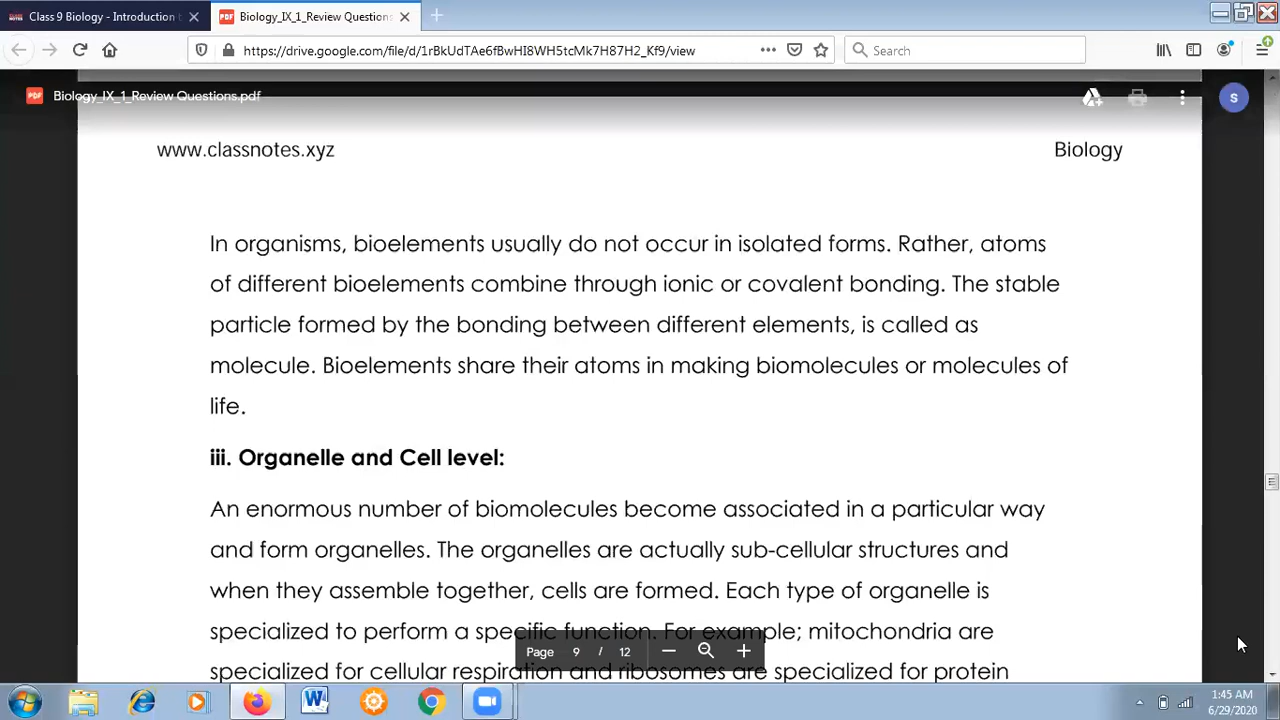 Class 9 Biology - Introduction t
Biology_IX_1_Review Questions
https://drive.google.com/file/d/1rBkUdTAe6fBwHI8WH5tcMk7H87H2_Kf9/view
Search
PDF Biology_IX_1_Review Questions.pdf
s
www.classnotes.xyz Biology
In organisms, bioelements usually do not occur in isolated forms. Rather, atoms
of different bioelements combine through ionic or covalent bonding. The stable
particle formed by the bonding between different elements, is called as
molecule. Bioelements share their atoms in making biomolecules or molecules of
life.
iii. Organelle and Cell level:
An enormous number of biomolecules become associated in a particular way
and form organelles. The organelles are actually sub-cellular structures and
when they assemble together, cells are formed. Each type of organelle is
specialized to perform a specific function. For example; mitochondria are
Page 9 / 12
specialized for cellular respiration and ribosomes are specialized for protein
1:45 AM
6/29/2020